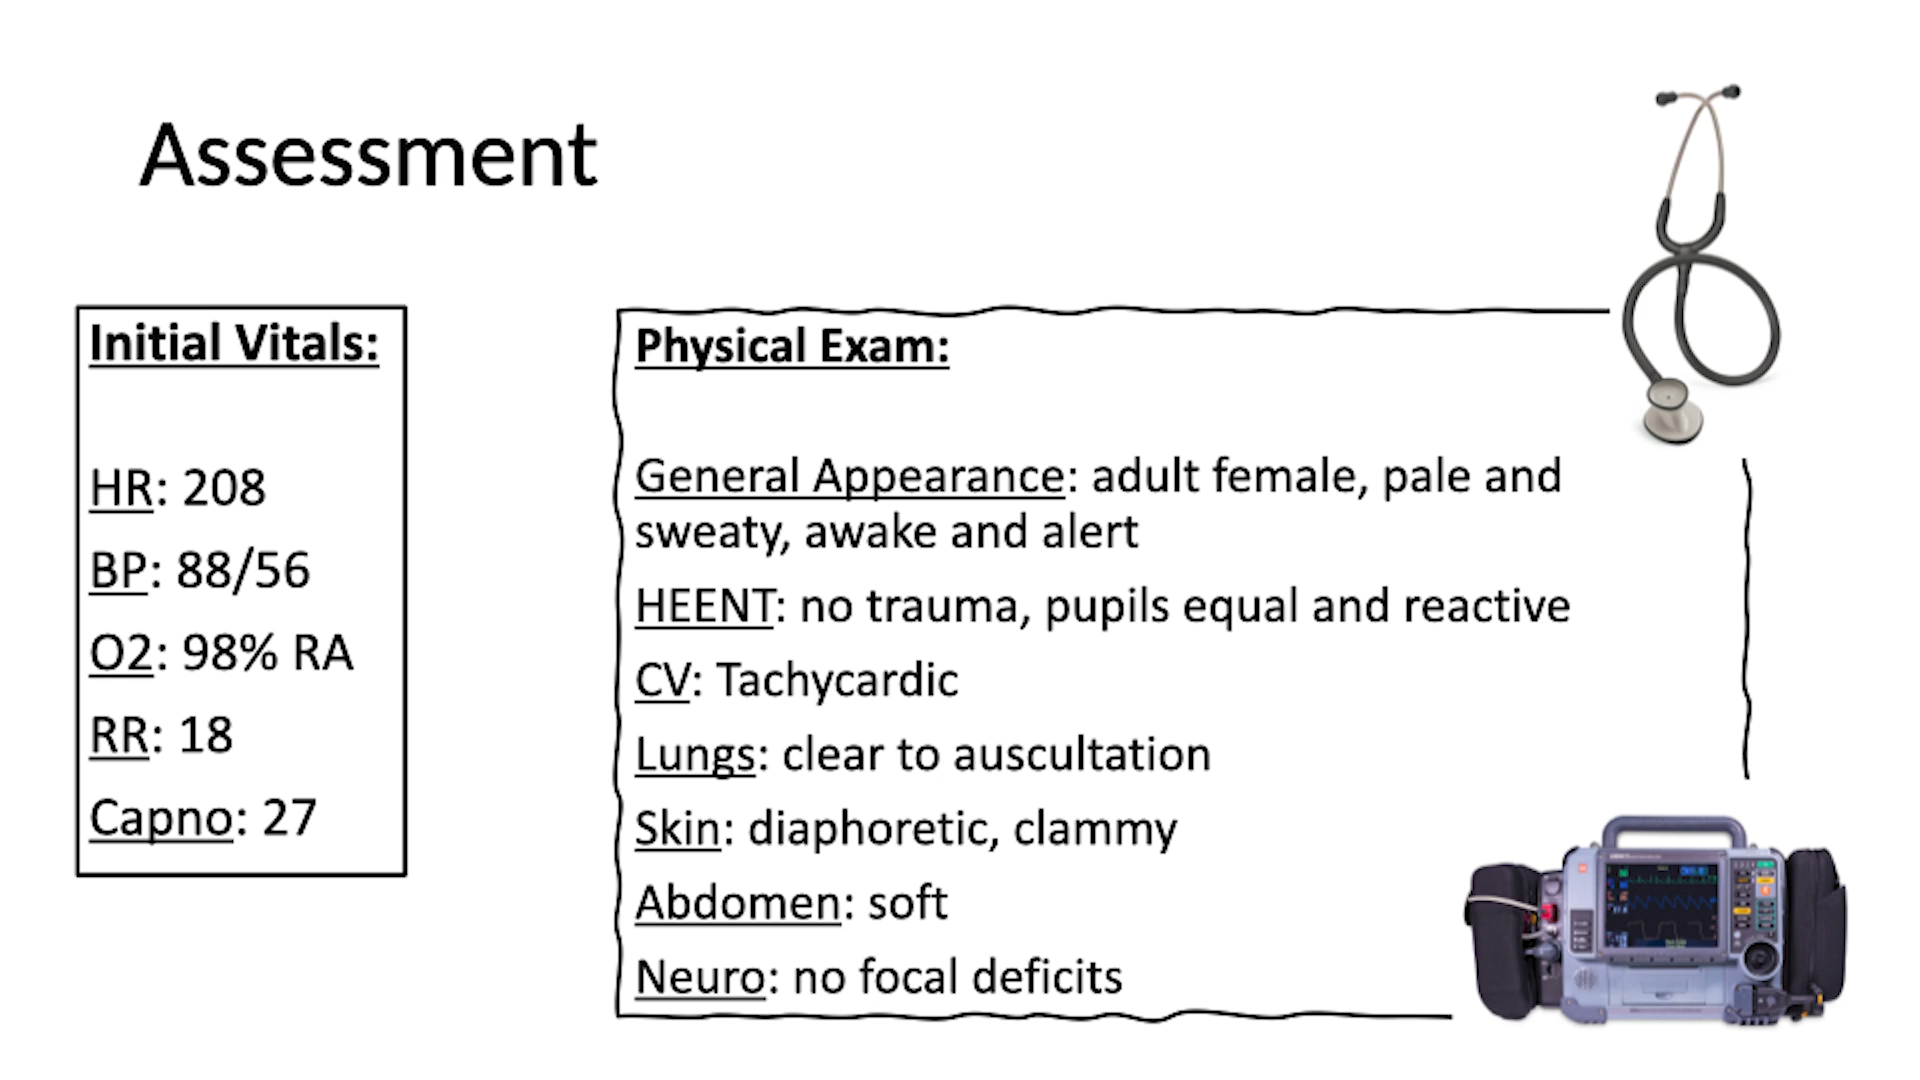 Assessment
Initial Vitals:
HR: 208
BP: 88/56
O2: 98% RA
RR: 18
Capno: 27
Physical Exam:
General Appearance: adult female, pale and
sweaty, awake and alert
HEENT: no trauma, pupils equal and reactive
CV: Tachycardic
Lungs: clear to auscultation
Skin: diaphoretic, clammy
Abdomen: soft
Neuro: no focal deficits